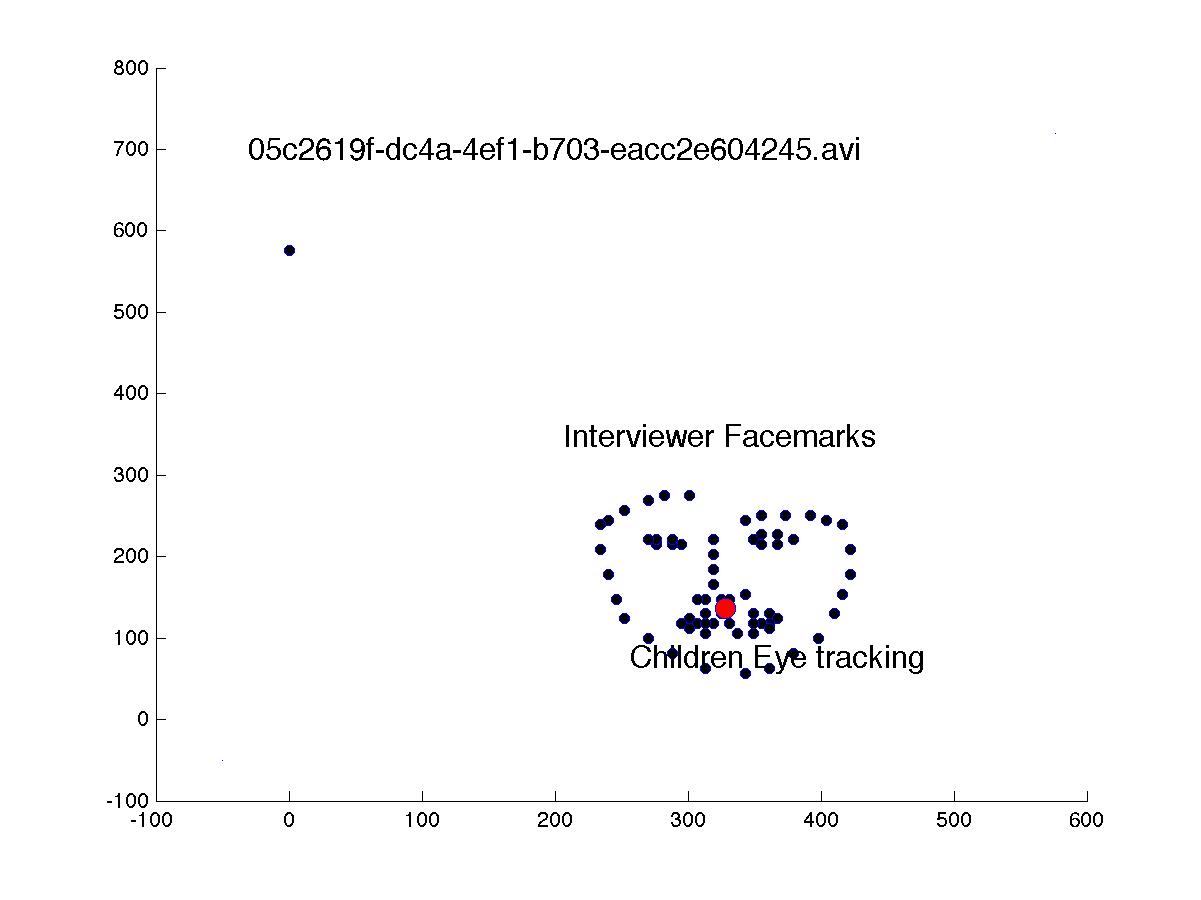 800
700
05c2619f-dc4a-4ef1-b703-eacc2e604245.avi
600
500
400
Interviewer Facemarks
300
200
100
Children Eye tracking
0
-100
-100 0 100 200 300 400 500 600